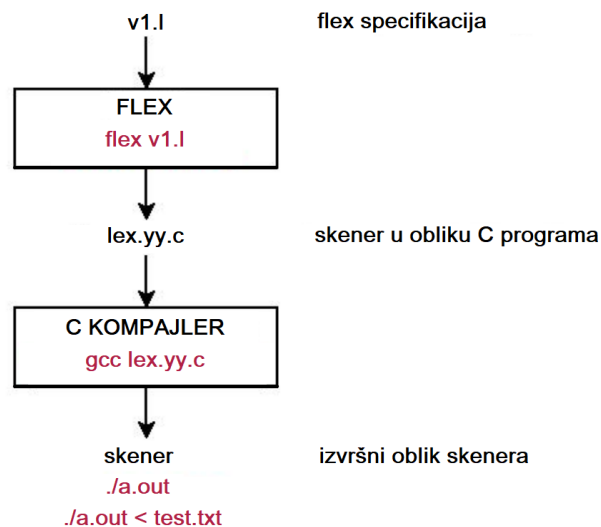 v1.l flex specifikacija
FLEX
flex v1.l
lex.yy.c skener u obliku C programa
C KOMPAJLER
gcc lex.yy.c
skener izvršni oblik skenera
./a.out
./a.out < test.txt